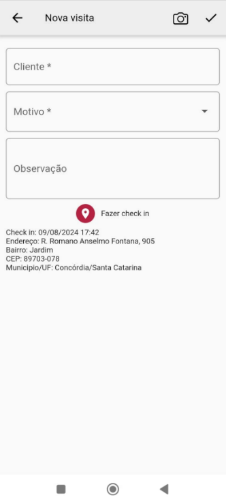 Nova visita
Cliente *
Motivo *
Observação
Fazer check in
Check in: 09/08/2024 17:42
Endereço: R. Romano Anselmo Fontana, 905
Bairro: Jardim
CEP: 89703-078
Município/UF: Concórdia/Santa Catarina